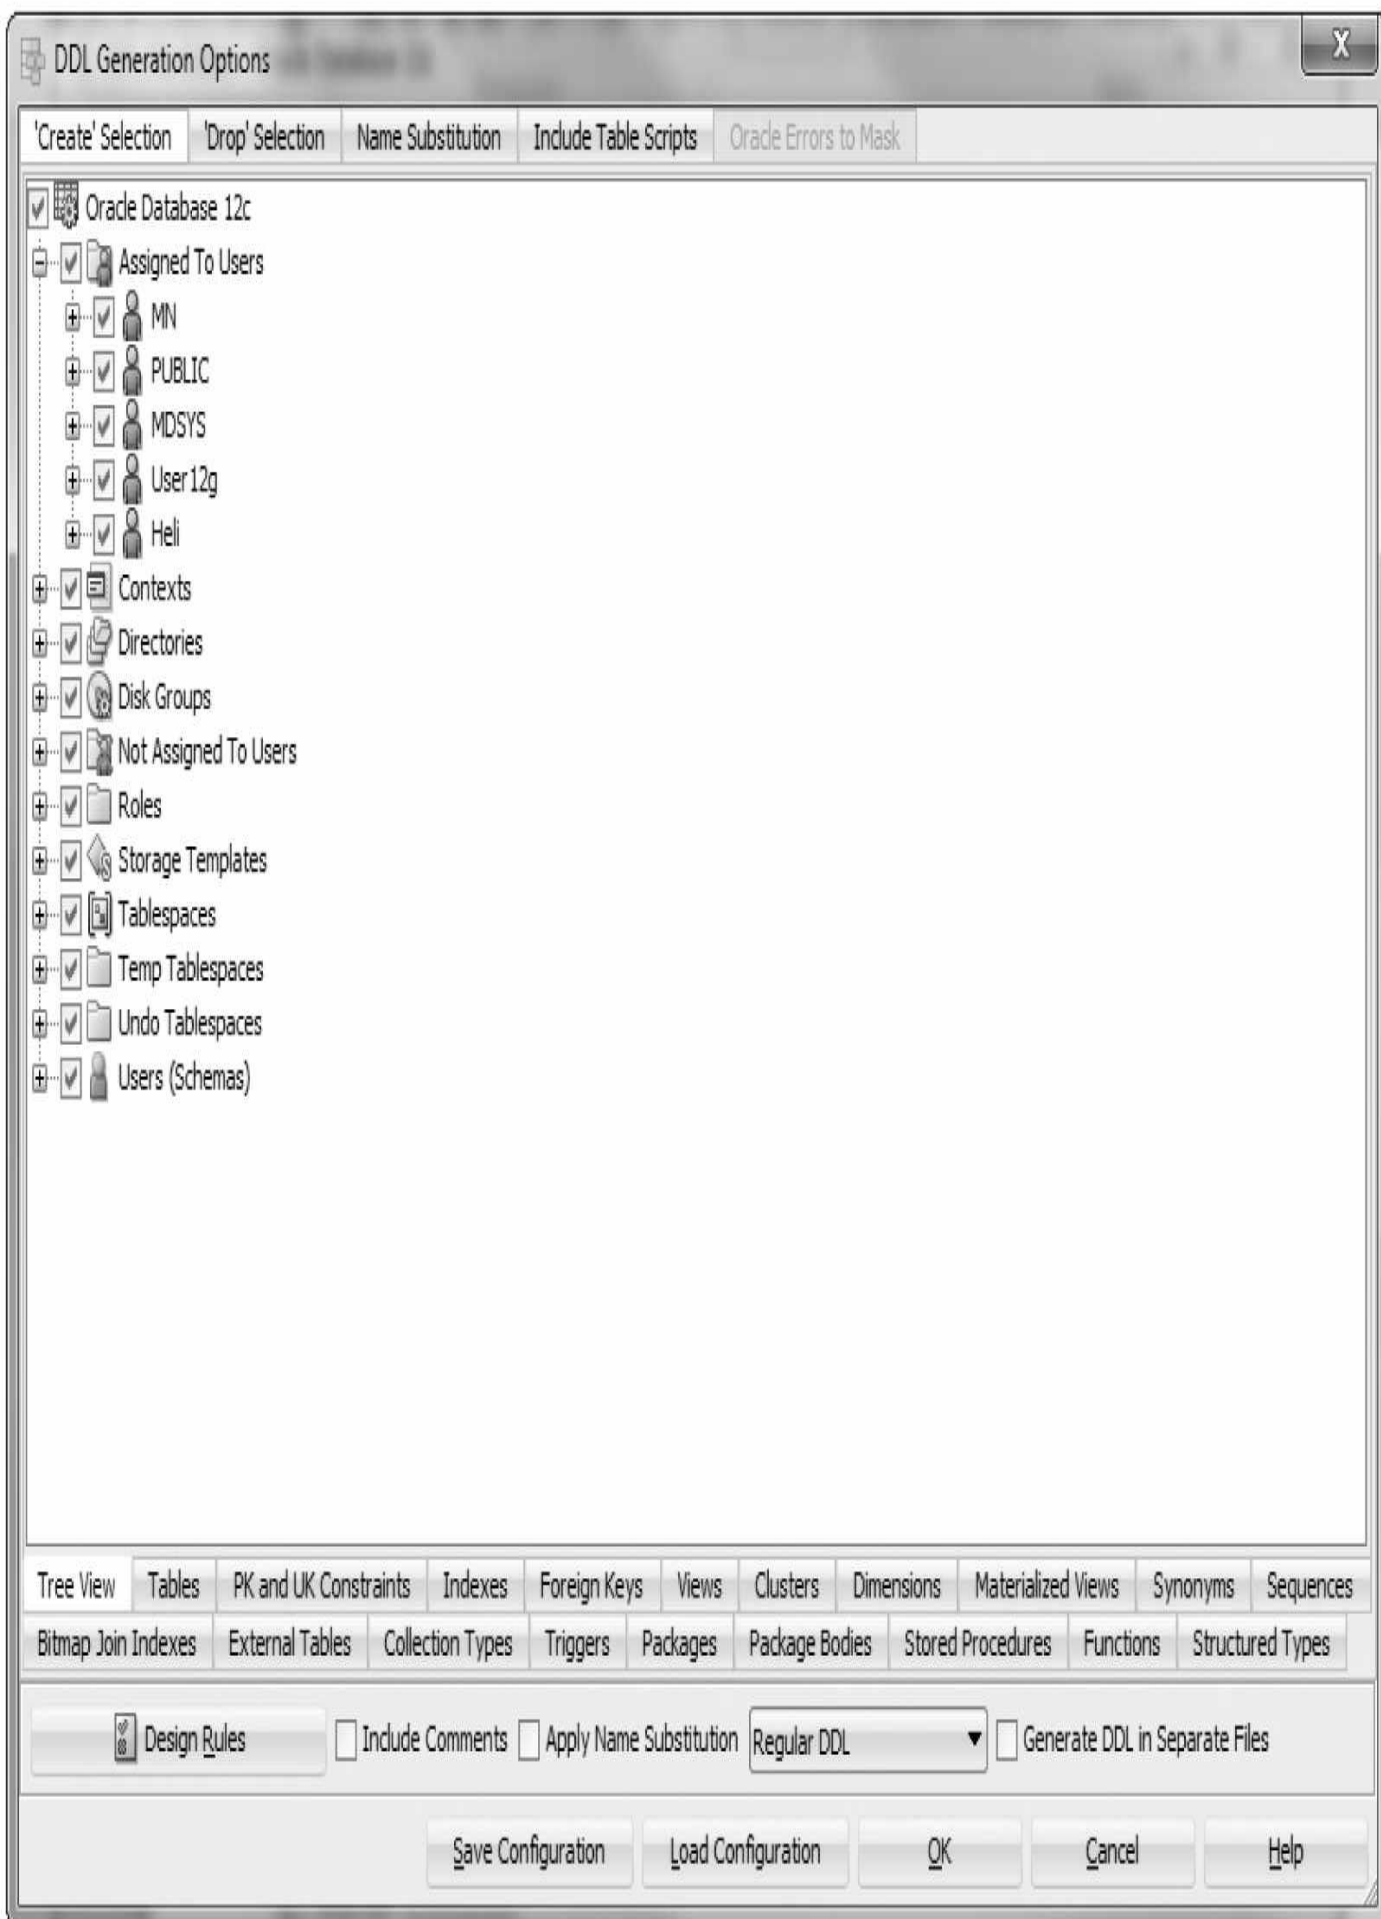 DDL Generation Options
X
'Create' Selection 'Drop' Selection Name Substitution Include Table Scripts Oracle Errors to Mask
Oracle Database 12c
Assigned To Users
MN
PUBLIC
MDSYS
User12g
Heli
Contexts
Directories
Disk Groups
Not Assigned To Users
Roles
Storage Templates
Tablespaces
Temp Tablespaces
Undo Tablespaces
Users (Schemas)
Tree View Tables PK and UK Constraints Indexes Foreign Keys Views Clusters Dimensions Materialized Views Synonyms Sequences
Bitmap Join Indexes External Tables Collection Types Triggers Packages Package Bodies Stored Procedures Functions Structured Types
Design Rules Include Comments Apply Name Substitution Regular DDL Generate DDL in Separate Files
Save Configuration Load Configuration OK Cancel Help